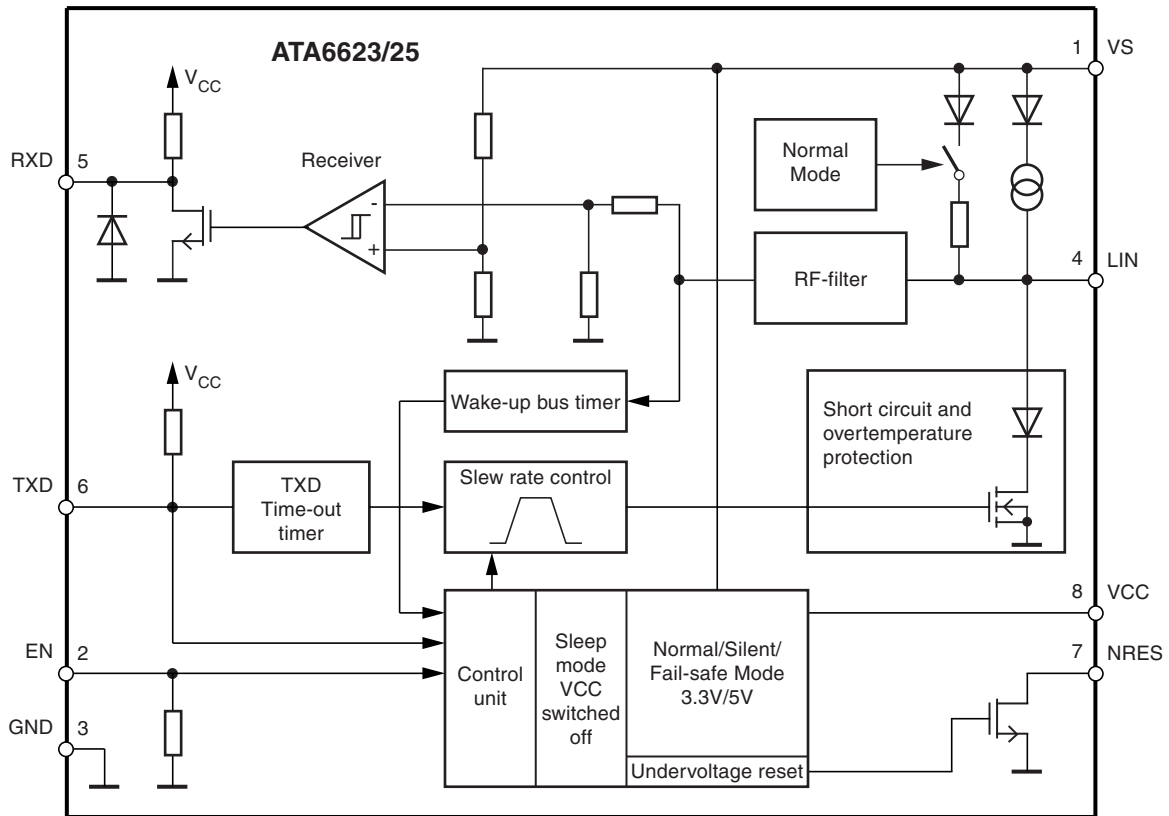 ATA6623/25
1 VS
VCC
RXD 5
Receiver
-
+
Normal
Mode
RF-filter
4 LIN
VCC
Wake-up bus timer
Short circuit and
overtemperature
protection
TXD 6
TXD
Time-out
timer
Slew rate control
8 VCC
EN 2
Control
unit
Sleep
mode
VCC
switched
off
Normal/Silent/
Fail-safe Mode
3.3V/5V
7 NRES
GND 3
Undervoltage reset